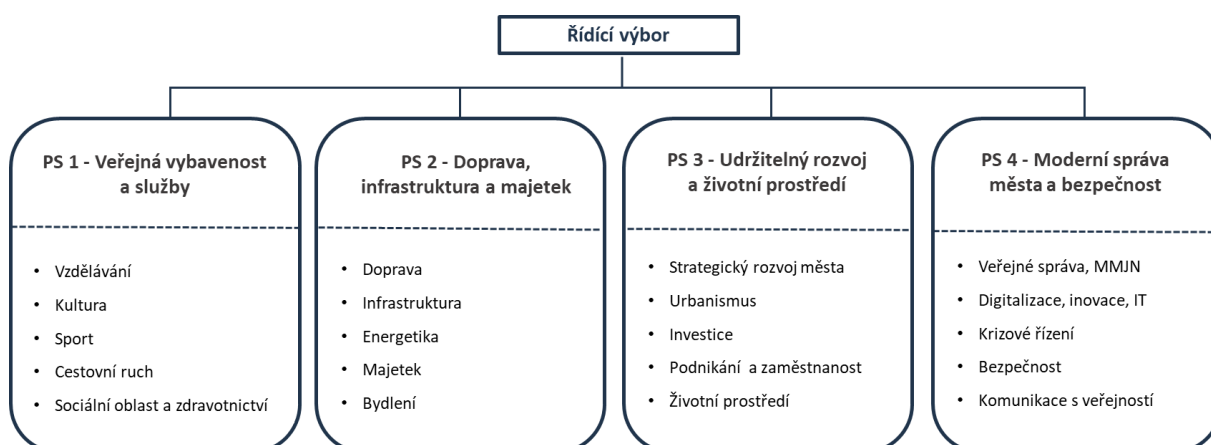 Řídící výbor
PS 1 - Veřejná vybavenost
a služby
• Vzdělávání
• Kultura
• Sport
• Cestovní ruch
• Sociální oblast a zdravotnictví
PS 2 - Doprava,
infrastruktura a majetek
• Doprava
• Infrastruktura
• Energetika
• Majetek
• Bydlení
PS 3 - Udržitelný rozvoj
a životní prostředí
• Strategický rozvoj města
• Urbanismus
• Investice
• Podnikání a zaměstnanost
• Životní prostředí
PS 4 - Moderní správa
města a bezpečnost
• Veřejné správa, MMJN
• Digitalizace, inovace, IT
• Krizové řízení
• Bezpečnost
• Komunikace s veřejností